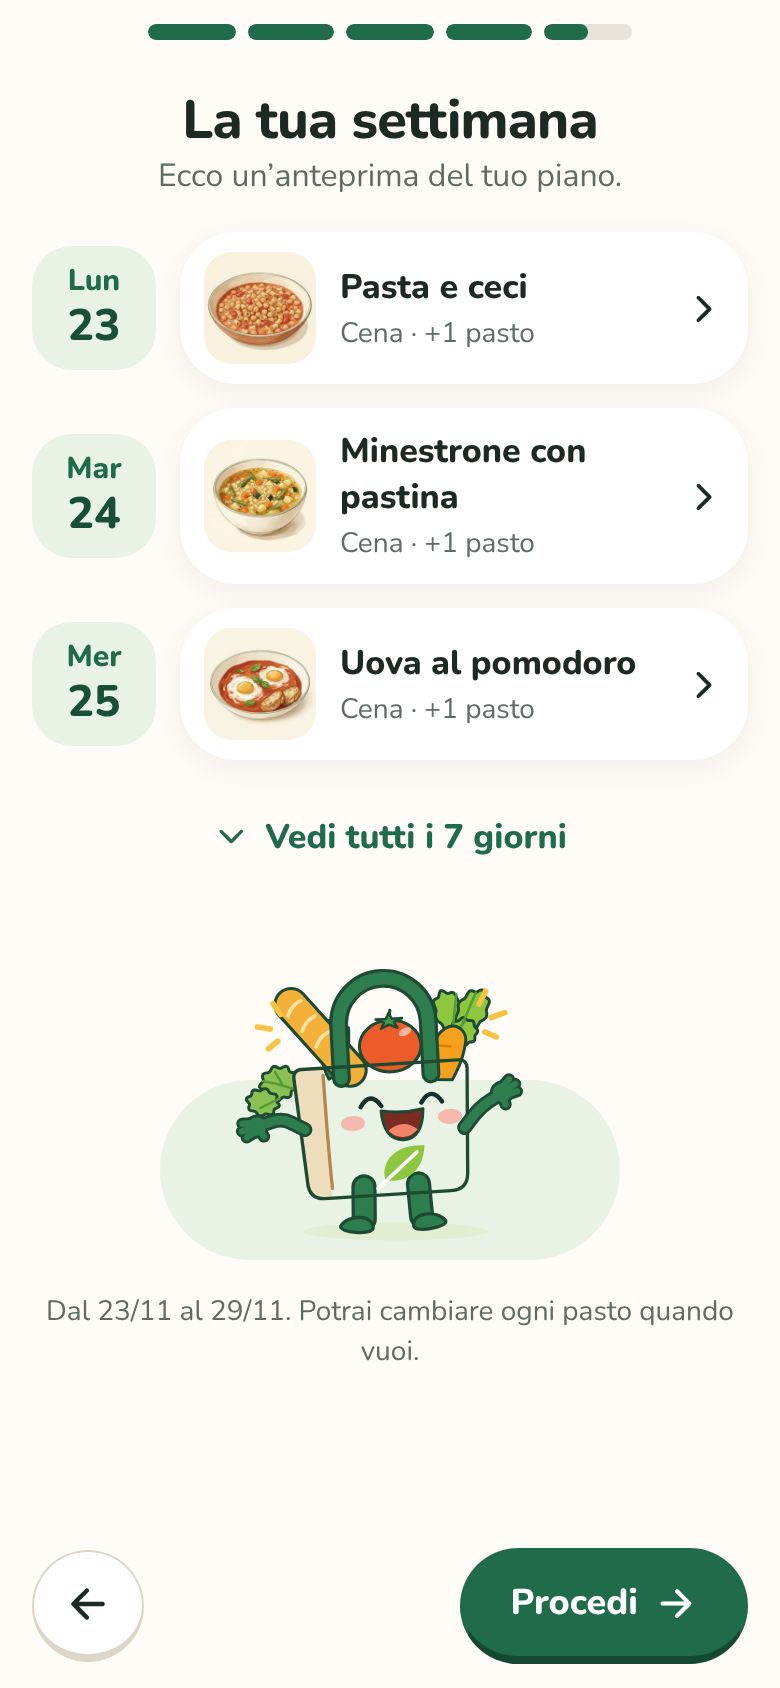 La tua settimana
Ecco un’anteprima del tuo piano.
Lun
23
Pasta e ceci
Cena · +1 pasto
Mar
24
Minestrone con
pastina
Cena · +1 pasto
Mer
25
Uova al pomodoro
Cena · +1 pasto
Vedi tutti i 7 giorni
Dal 23/11 al 29/11. Potrai cambiare ogni pasto quando
vuoi.
Procedi